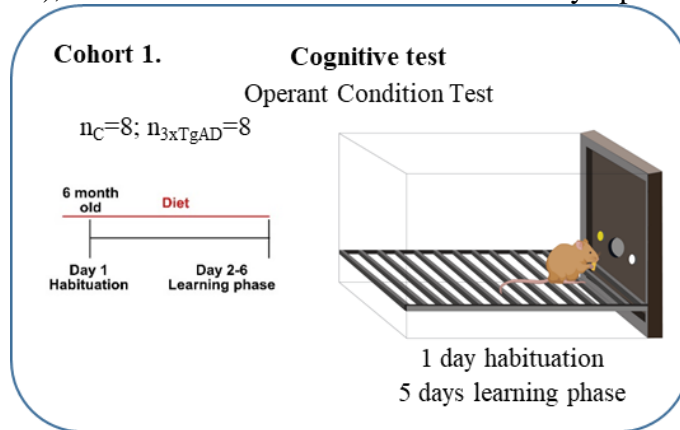 Cohort 1.
Cognitive test
Operant Condition Test
nC=8; n3xTgAD=8
6 month
old
Diet
Day 1
Habituation
Day 2-6
Learning phase
1 day habituation
5 days learning phase